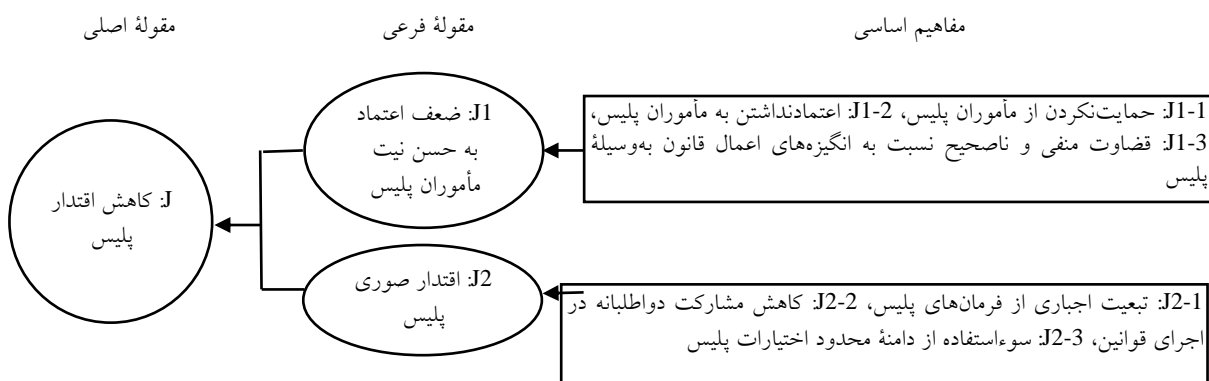 مفاهیم اساسی
مقولهٔ فرعی
مقولهٔ اصلی
J1-1: حمایت‌نکردن از مأموران پلیس، J1-2: اعتمادنداشتن به مأموران پلیس،
J1-3: قضاوت منفی و ناصحیح نسبت به انگیزه‌های اعمال قانون به‌وسیلهٔ
پلیس
J1: ضعف اعتماد
به حسن نیت
مأموران پلیس
J: کاهش اقتدار
پلیس
J2: اقتدار صوری
پلیس
J2-1: تبعیت اجباری از فرمان‌های پلیس، J2-2: کاهش مشارکت دواطلبانه در
اجرای قوانین، J2-3: سوءاستفاده از دامنهٔ محدود اختیارات پلیس